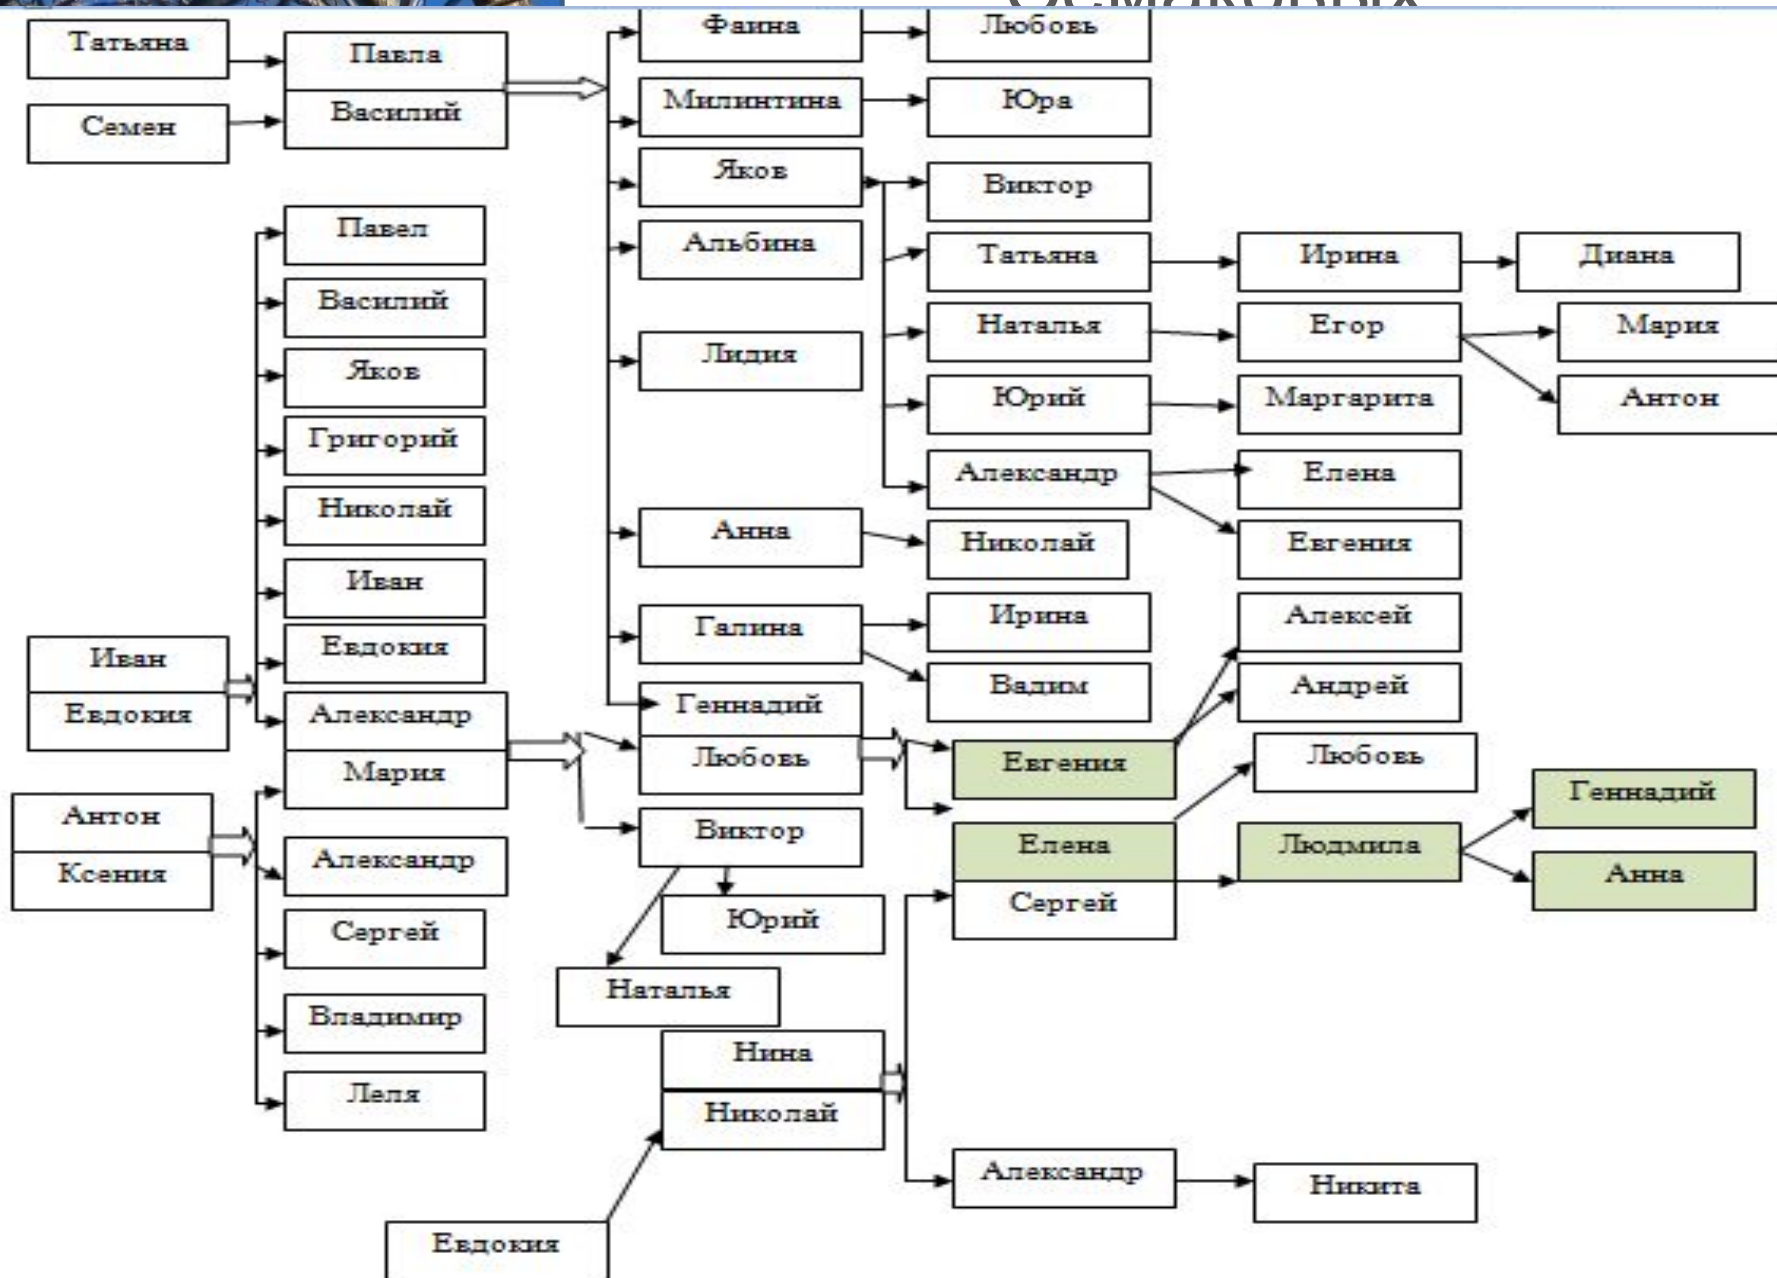 Татьяна
Семен
Павла
Василий
Павел
Василий
Яков
Григорий
Николай
Иван
Евдокия
Иван
Евдокия
Александр
Мария
Антон
Ксения
Александр
Сергей
Владимир
Леля
Фаина
Милинтина
Яков
Альбина
Лидия
Анна
Галина
Геннадий
Любовь
Виктор
Юрий
Наталья
Нина
Николай
Евдокия
Любовь
Юра
Виктор
Татьяна
Наталья
Юрий
Александр
Николай
Ирина
Вадим
Евгения
Елена
Сергей
Александр
Ирина
Егор
Маргарита
Елена
Евгения
Алексей
Андрей
Любовь
Людмила
Никита
Диана
Мария
Антон
Геннадий
Анна